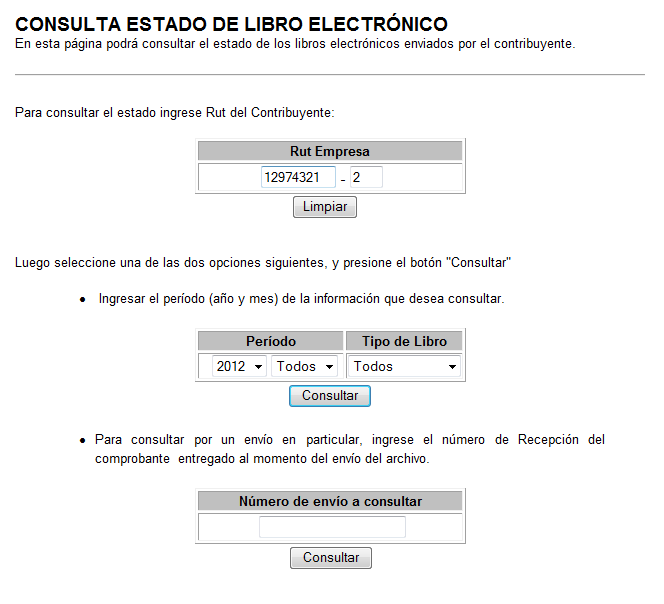 CONSULTA ESTADO DE LIBRO ELECTRÓNICO
En esta página podrá consultar el estado de los libros electrónicos enviados por el contribuyente.
Para consultar el estado ingrese Rut del Contribuyente:
Rut Empresa
12974321 - 2
Limpiar
Luego seleccione una de las dos opciones siguientes, y presione el botón "Consultar"
• Ingresar el período (año y mes) de la información que desea consultar.
Período Tipo de Libro
2012 Todos Todos
Consultar
• Para consultar por un envío en particular, ingrese el número de Recepción del
comprobante entregado al momento del envío del archivo.
Número de envío a consultar
Consultar